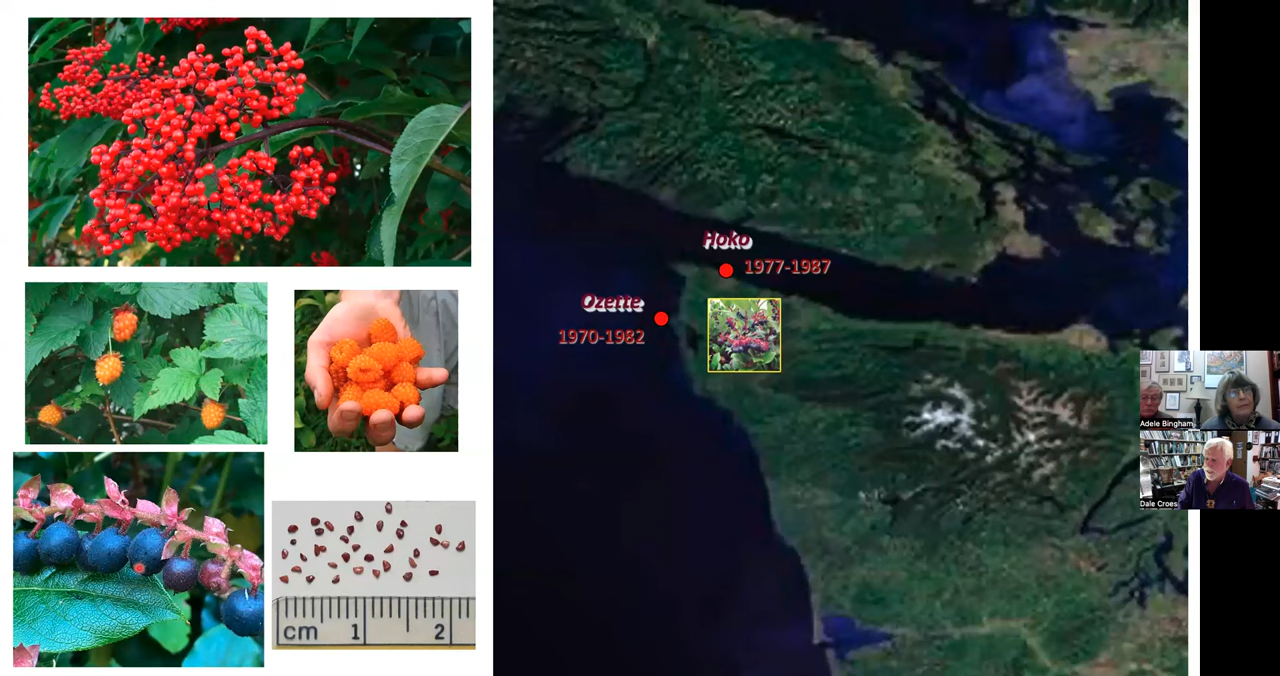 cm 1 2
Hoko
1977-1987
Ozette
1970-1982
Adele Bingham
Dale Croes